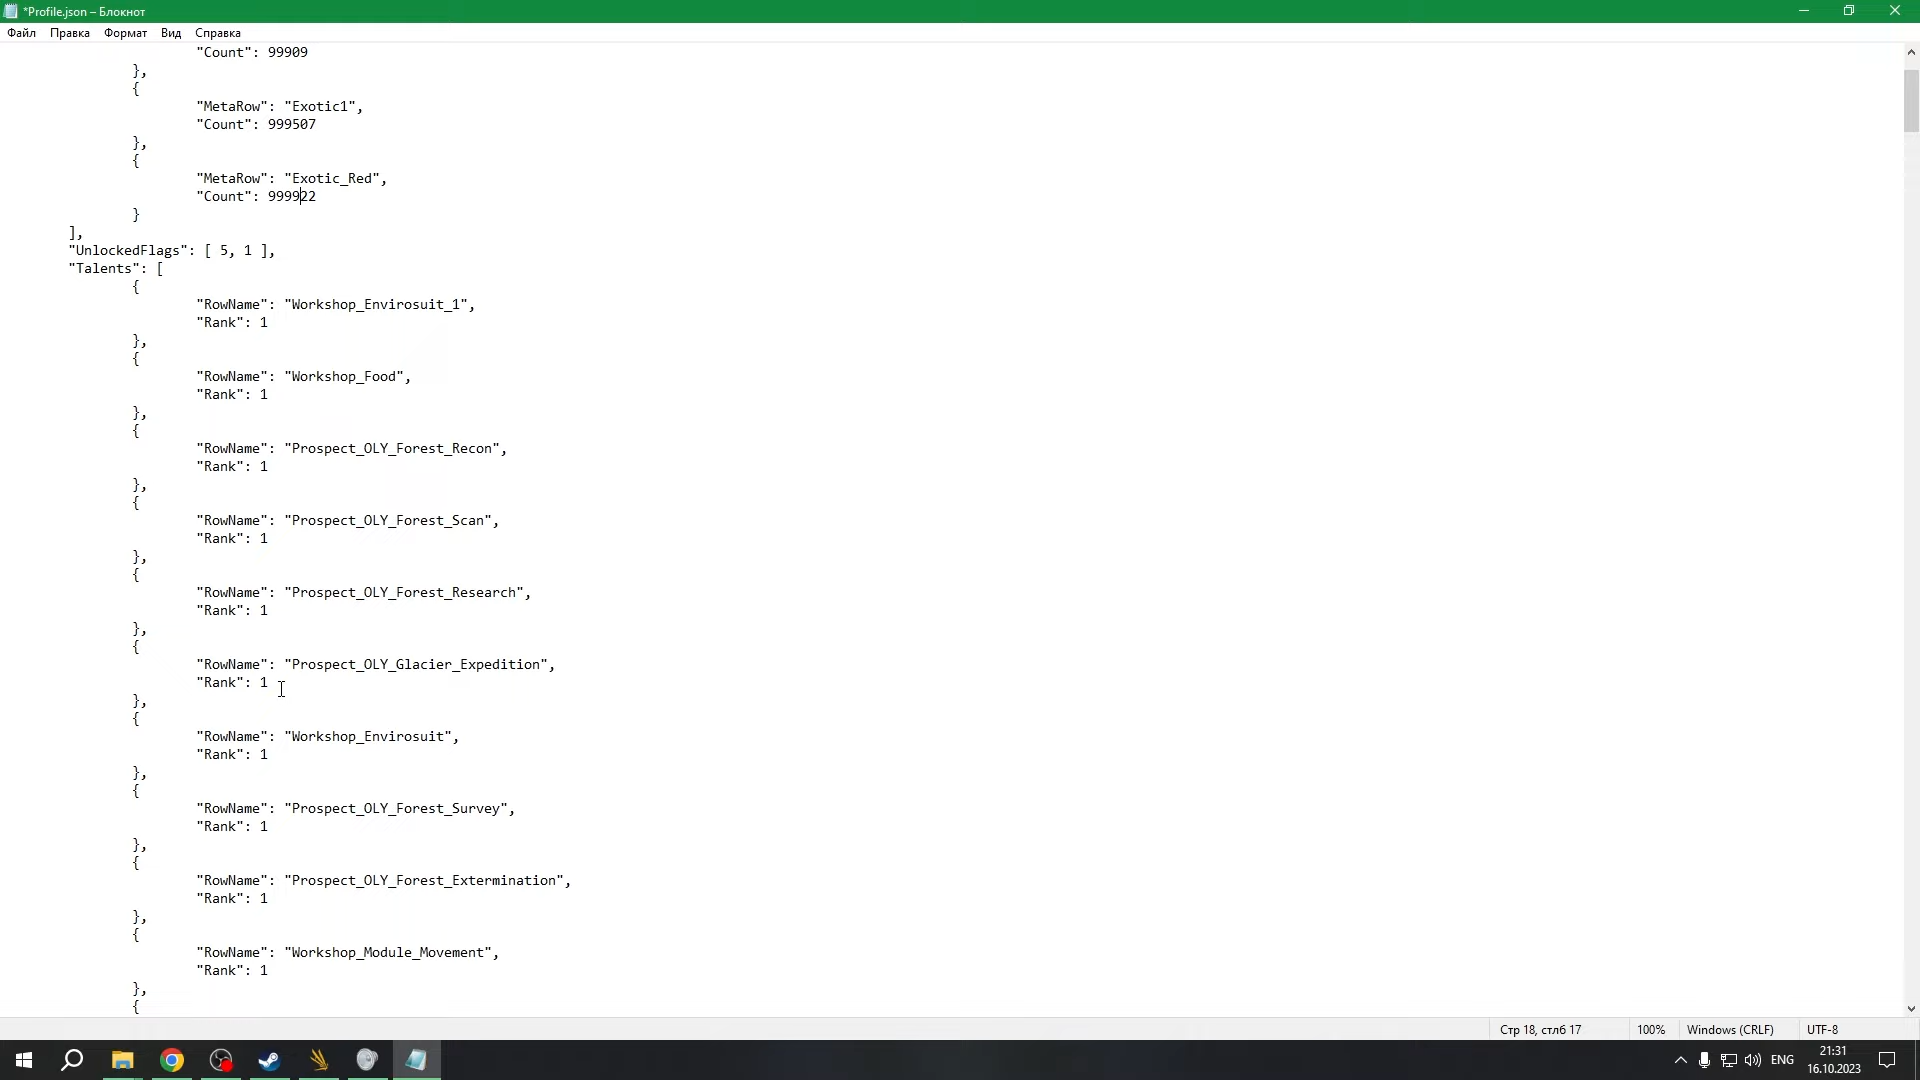 *Profile.json – Блокнот
Файл Правка Формат Вид Справка
"Count": 99909
},
{
"MetaRow": "Exotic1",
"Count": 999507
},
{
"MetaRow": "Exotic_Red",
"Count": 999922
}
],
"UnlockedFlags": [ 5, 1 ],
"Talents": [
{
"RowName": "Workshop_Envirosuit_1",
"Rank": 1
},
{
"RowName": "Workshop_Food",
"Rank": 1
},
{
"RowName": "Prospect_OLY_Forest_Recon",
"Rank": 1
},
{
"RowName": "Prospect_OLY_Forest_Scan",
"Rank": 1
},
{
"RowName": "Prospect_OLY_Forest_Research",
"Rank": 1
},
{
"RowName": "Prospect_OLY_Glacier_Expedition",
"Rank": 1
},
{
"RowName": "Workshop_Envirosuit",
"Rank": 1
},
{
"RowName": "Prospect_OLY_Forest_Survey",
"Rank": 1
},
{
"RowName": "Prospect_OLY_Forest_Extermination",
"Rank": 1
},
{
"RowName": "Workshop_Module_Movement",
"Rank": 1
},
{
Стр 18, стлб 17 100% Windows (CRLF) UTF-8
ENG 21:31
16.10.2023